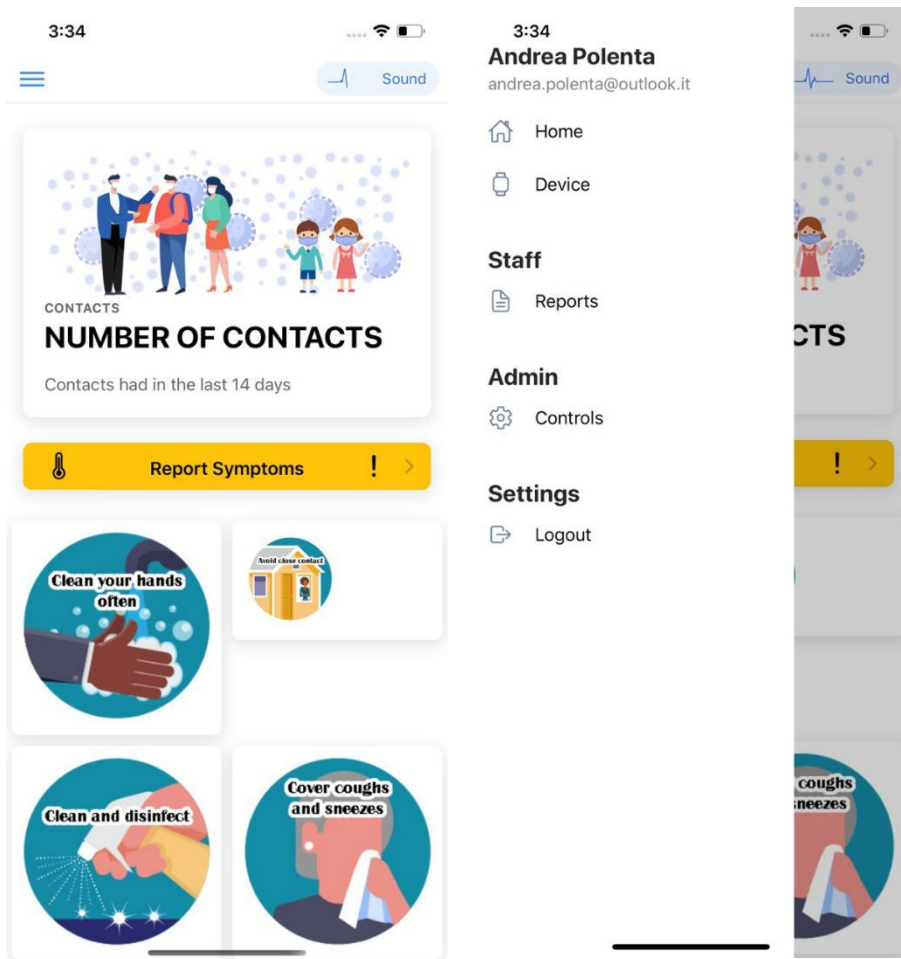 3:34
Sound
CONTACTS
NUMBER OF CONTACTS
Contacts had in the last 14 days
Report Symptoms !
Clean your hands
often
Avoid close contact
Clean and disinfect
Cover coughs
and sneezes
3:34
Andrea Polenta
andrea.polenta@outlook.it
Home
Device
Staff
Reports
Admin
Controls
Settings
Logout
Sound
CTS
!
coughs
neezes